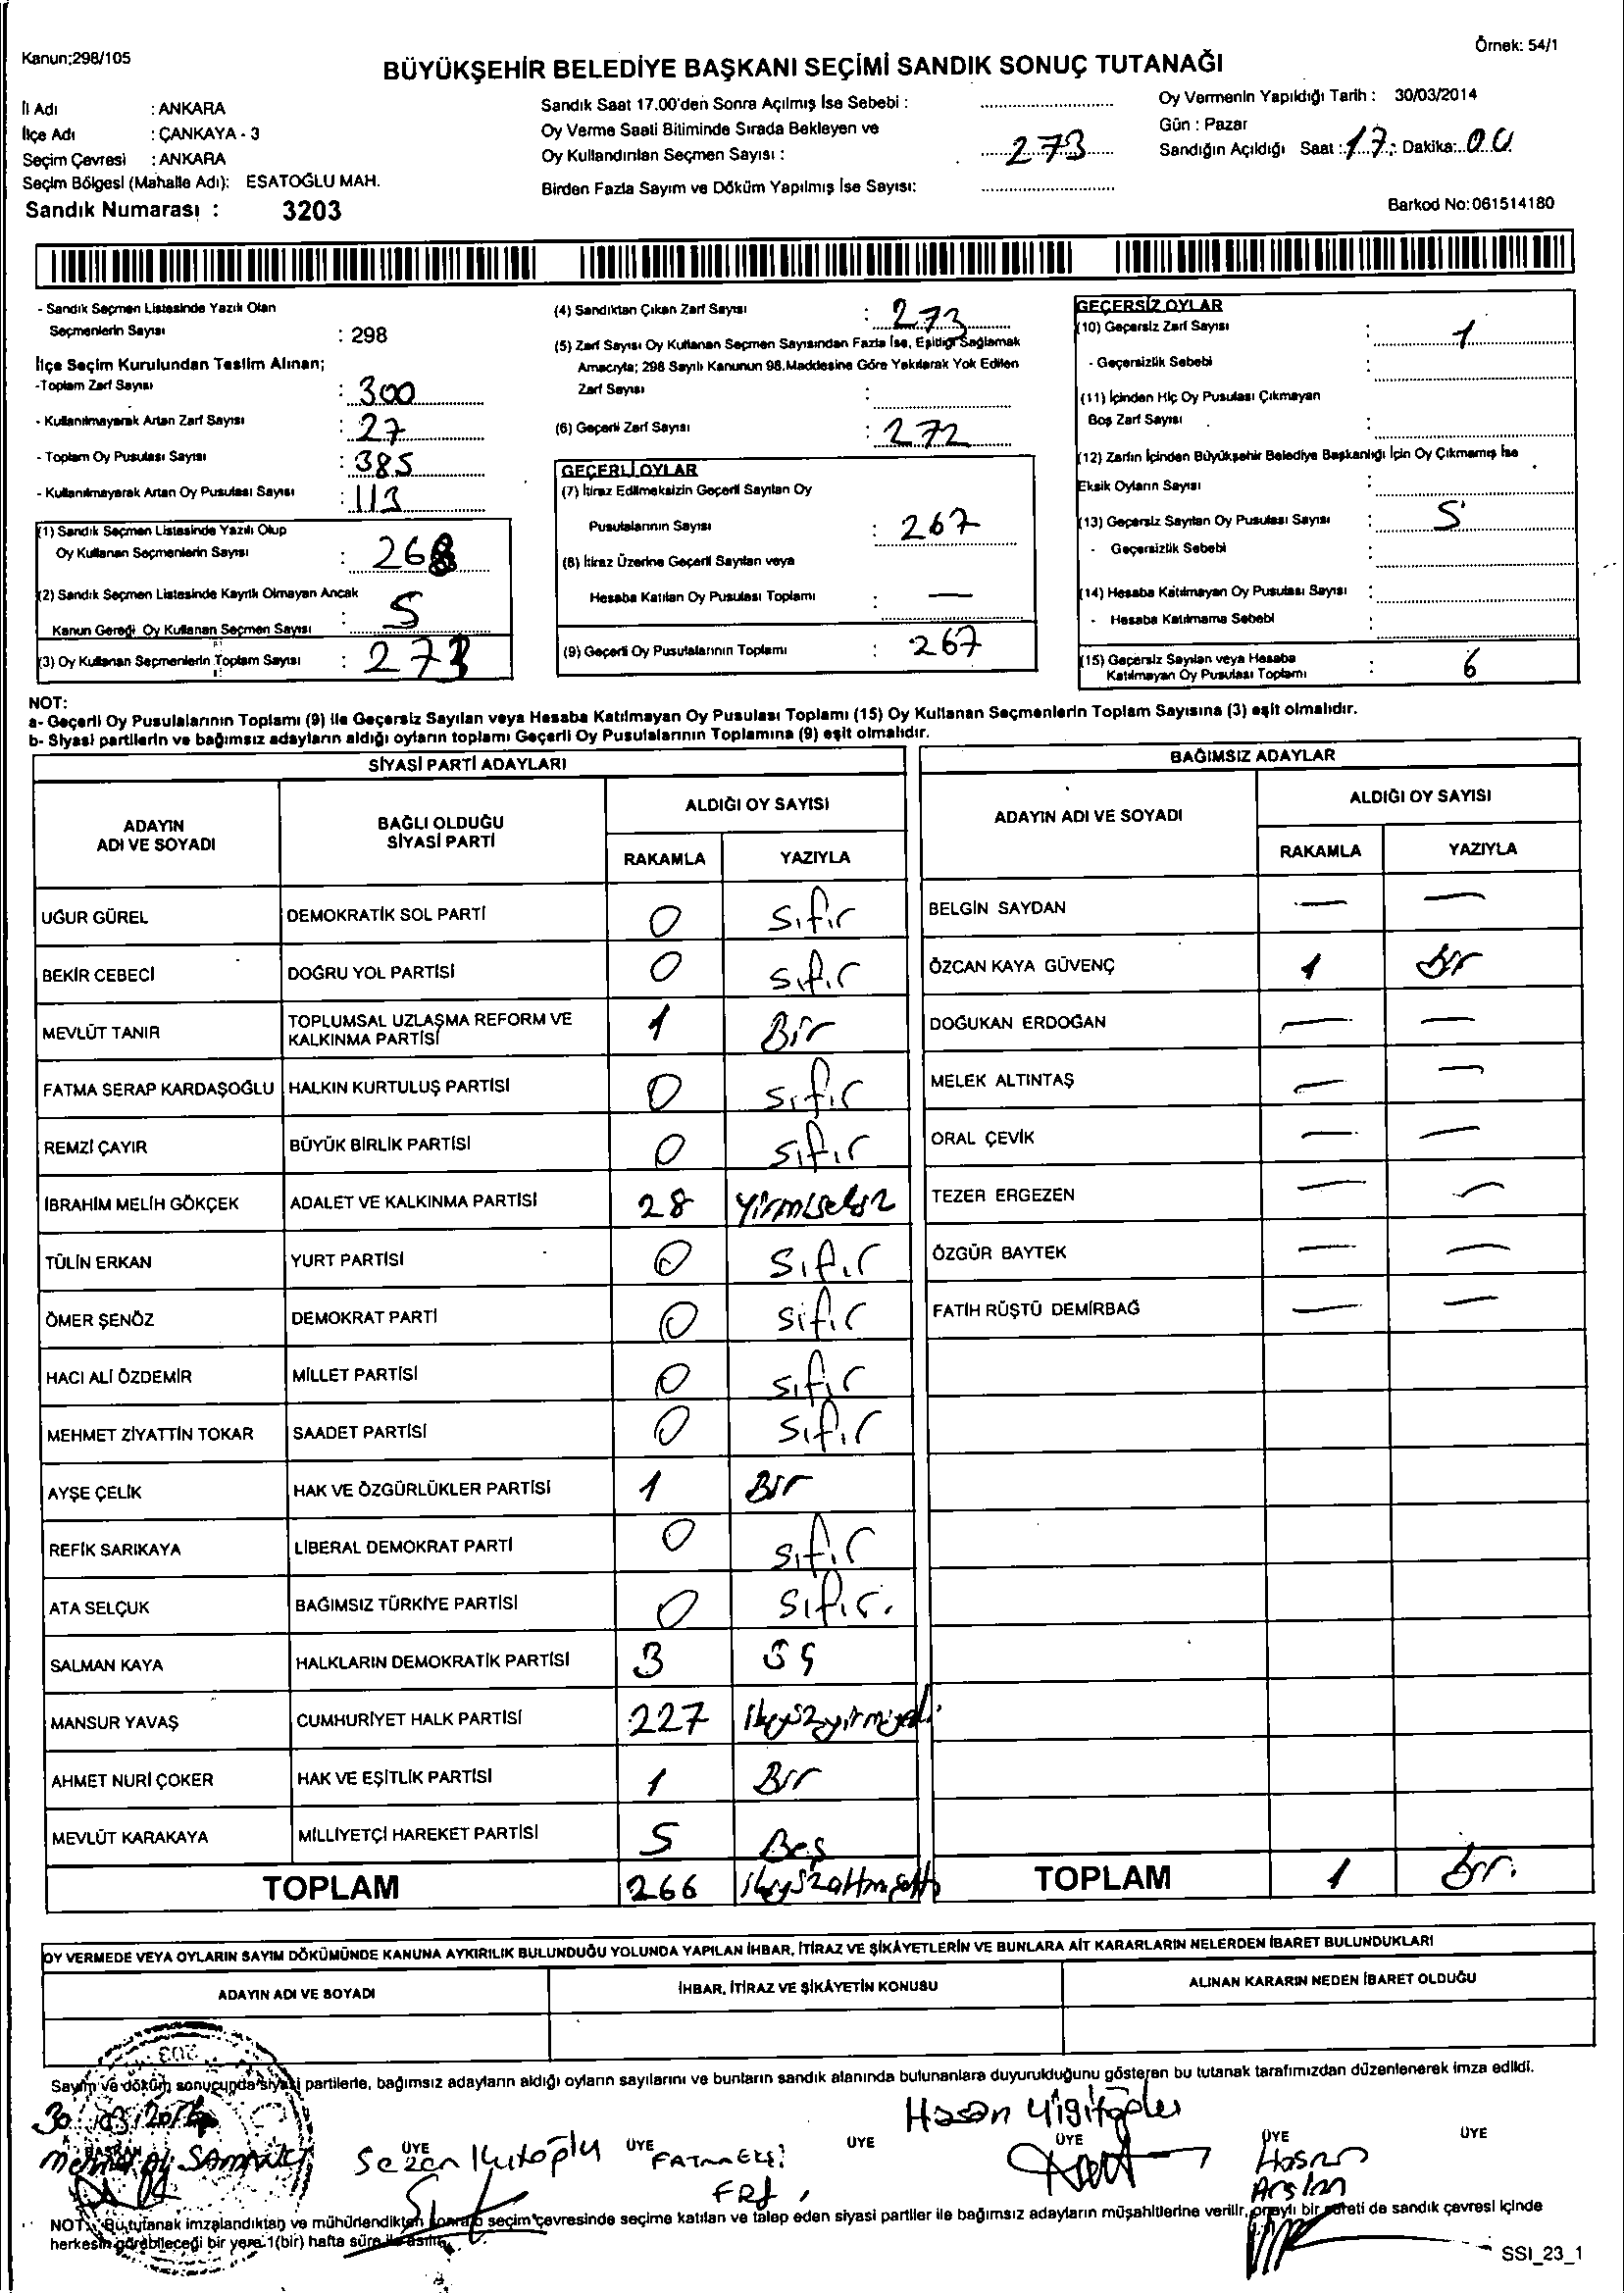 Kanun;298/105
Örnek: 54/1
BÜYÜKŞEHİR BELEDİYE BAŞKANI SEÇİMİ SANDIK SONUÇ TUTANAĞI
İl Adı : ANKARA
İlçe Adı : ÇANKAYA - 3
Seçim Çevresi : ANKARA
Seçim Bölgesi (Mahalle Adı): ESATOĞLU MAH.
Sandık Numarası : 3203
Sandık Saat 17.00'den Sonra Açılmış İse Sebebi :
Oy Verme Saati Bitiminde Sırada Bekleyen ve
Oy Kullandırılan Seçmen Sayısı : 273
Birden Fazla Sayım ve Döküm Yapılmış İse Sayısı:
Oy Vermenin Yapıldığı Tarih : 30/03/2014
Gün : Pazar
Sandığın Açıldığı Saat : 17 : Dakika: 00
Barkod No:061514180
- Sandık Seçmen Listesinde Yazılı Olan
Seçmenlerin Sayısı : 298
İlçe Seçim Kurulundan Teslim Alınan;
-Toplam Zarf Sayısı : 300
- Kullanılmayarak Artan Zarf Sayısı : 27
- Toplam Oy Pusulası Sayısı : 385
- Kullanılmayarak Artan Oy Pusulası Sayısı : 113
(1) Sandık Seçmen Listesinde Yazılı Olup
Oy Kullanan Seçmenlerin Sayısı : 268
(2) Sandık Seçmen Listesinde Kayıtlı Olmayan Ancak
Kanun Gereği Oy Kullanan Seçmen Sayısı : 5
(3) Oy Kullanan Seçmenlerin Toplam Sayısı : 273
(4) Sandıktan Çıkan Zarf Sayısı : 273
(5) Zarf Sayısı Oy Kullanan Seçmen Sayısından Fazla İse, Eşitliği Sağlamak
Amacıyla; 298 Sayılı Kanunun 98.Maddesine Göre Yakılarak Yok Edilen
Zarf Sayısı :
(6) Geçerli Zarf Sayısı : 272
GEÇERLİ OYLAR
(7) İtiraz Edilmeksizin Geçerli Sayılan Oy
Pusulalarının Sayısı : 267
(8) İtiraz Üzerine Geçerli Sayılan veya
Hesaba Katılan Oy Pusulası Toplamı : —
(9) Geçerli Oy Pusulalarının Toplamı : 267
GEÇERSİZ OYLAR
(10) Geçersiz Zarf Sayısı : 1
- Geçersizlik Sebebi :
(11) İçinden Hiç Oy Pusulası Çıkmayan
Boş Zarf Sayısı :
(12) Zarfın İçinden Büyükşehir Belediye Başkanlığı İçin Oy Çıkmamış İse
Eksik Oyların Sayısı :
(13) Geçersiz Sayılan Oy Pusulası Sayısı : 5
- Geçersizlik Sebebi :
(14) Hesaba Katılmayan Oy Pusulası Sayısı :
- Hesaba Katılmama Sebebi :
(15) Geçersiz Sayılan veya Hesaba
Katılmayan Oy Pusulası Toplamı : 6
NOT:
a- Geçerli Oy Pusulalarının Toplamı (9) ile Geçersiz Sayılan veya Hesaba Katılmayan Oy Pusulası Toplamı (15) Oy Kullanan Seçmenlerin Toplam Sayısına (3) eşit olmalıdır.
b- Siyasi partilerin ve bağımsız adayların aldığı oyların toplamı Geçerli Oy Pusulalarının Toplamına (9) eşit olmalıdır.
SİYASİ PARTİ ADAYLARI
ADAYIN ADI VE SOYADI
BAĞLI OLDUĞU SİYASİ PARTİ
ALDIĞI OY SAYISI
RAKAMLA YAZIYLA
UĞUR GÜREL DEMOKRATİK SOL PARTİ 0 sıfır
BEKİR CEBECİ DOĞRU YOL PARTİSİ 0 sıfır
MEVLÜT TANIR TOPLUMSAL UZLAŞMA REFORM VE KALKINMA PARTİSİ 1 Bir
FATMA SERAP KARDAŞOĞLU HALKIN KURTULUŞ PARTİSİ 0 sıfır
REMZİ ÇAYIR BÜYÜK BİRLİK PARTİSİ 0 sıfır
İBRAHİM MELİH GÖKÇEK ADALET VE KALKINMA PARTİSİ 28 yirmisekiz
TÜLİN ERKAN YURT PARTİSİ 0 sıfır
ÖMER ŞENÖZ DEMOKRAT PARTİ 0 sıfır
HACI ALİ ÖZDEMİR MİLLET PARTİSİ 0 sıfır
MEHMET ZİYATTİN TOKAR SAADET PARTİSİ 0 sıfır
AYŞE ÇELİK HAK VE ÖZGÜRLÜKLER PARTİSİ 1 Bir
REFİK SARIKAYA LİBERAL DEMOKRAT PARTİ 0 sıfır
ATA SELÇUK BAĞIMSIZ TÜRKİYE PARTİSİ 0 sıfır.
SALMAN KAYA HALKLARIN DEMOKRATİK PARTİSİ 3 üç
MANSUR YAVAŞ CUMHURİYET HALK PARTİSİ 227 ikiyüzyirmiyedi
AHMET NURİ ÇOKER HAK VE EŞİTLİK PARTİSİ 1 Bir
MEVLÜT KARAKAYA MİLLİYETÇİ HAREKET PARTİSİ 5 Beş
TOPLAM 266 ikiyüzaltmışaltı
BAĞIMSIZ ADAYLAR
ADAYIN ADI VE SOYADI
ALDIĞI OY SAYISI
RAKAMLA YAZIYLA
BELGİN SAYDAN — —
ÖZCAN KAYA GÜVENÇ 1 Bir
DOĞUKAN ERDOĞAN — —
MELEK ALTINTAŞ — —
ORAL ÇEVİK — —
TEZER ERGEZEN — —
ÖZGÜR BAYTEK — —
FATİH RÜŞTÜ DEMİRBAĞ — —
TOPLAM 1 Bir.
OY VERMEDE VEYA OYLARIN SAYIM DÖKÜMÜNDE KANUNA AYKIRILIK BULUNDUĞU YOLUNDA YAPILAN İHBAR, İTİRAZ VE ŞİKÂYETLERİN VE BUNLARA AİT KARARLARIN NELERDEN İBARET BULUNDUKLARI
ADAYIN ADI VE SOYADI İHBAR, İTİRAZ VE ŞİKÂYETİN KONUSU ALINAN KARARIN NEDEN İBARET OLDUĞU
Sayım ve döküm sonucunda siyasi partilerle, bağımsız adayların aldığı oyların sayılarını ve bunların sandık alanında bulunanlara duyurulduğunu gösteren bu tutanak tarafımızdan düzenlenerek imza edildi.
BAŞKAN ÜYE ÜYE ÜYE ÜYE ÜYE ÜYE
Sezen Kutoğlu
FATMA EKŞİ
Hasan Yiğitoğlu
Hasan Arslan
NOT: Bu tutanak imzalandıktan ve mühürlendikten sonra seçim çevresinde seçime katılan ve talep eden siyasi partiler ile bağımsız adayların müşahitlerine verilir, onaylı bir sureti de sandık çevresi içinde
herkesin görebileceği bir yere 1(bir) hafta süre ile asılır.
SSI_23_1